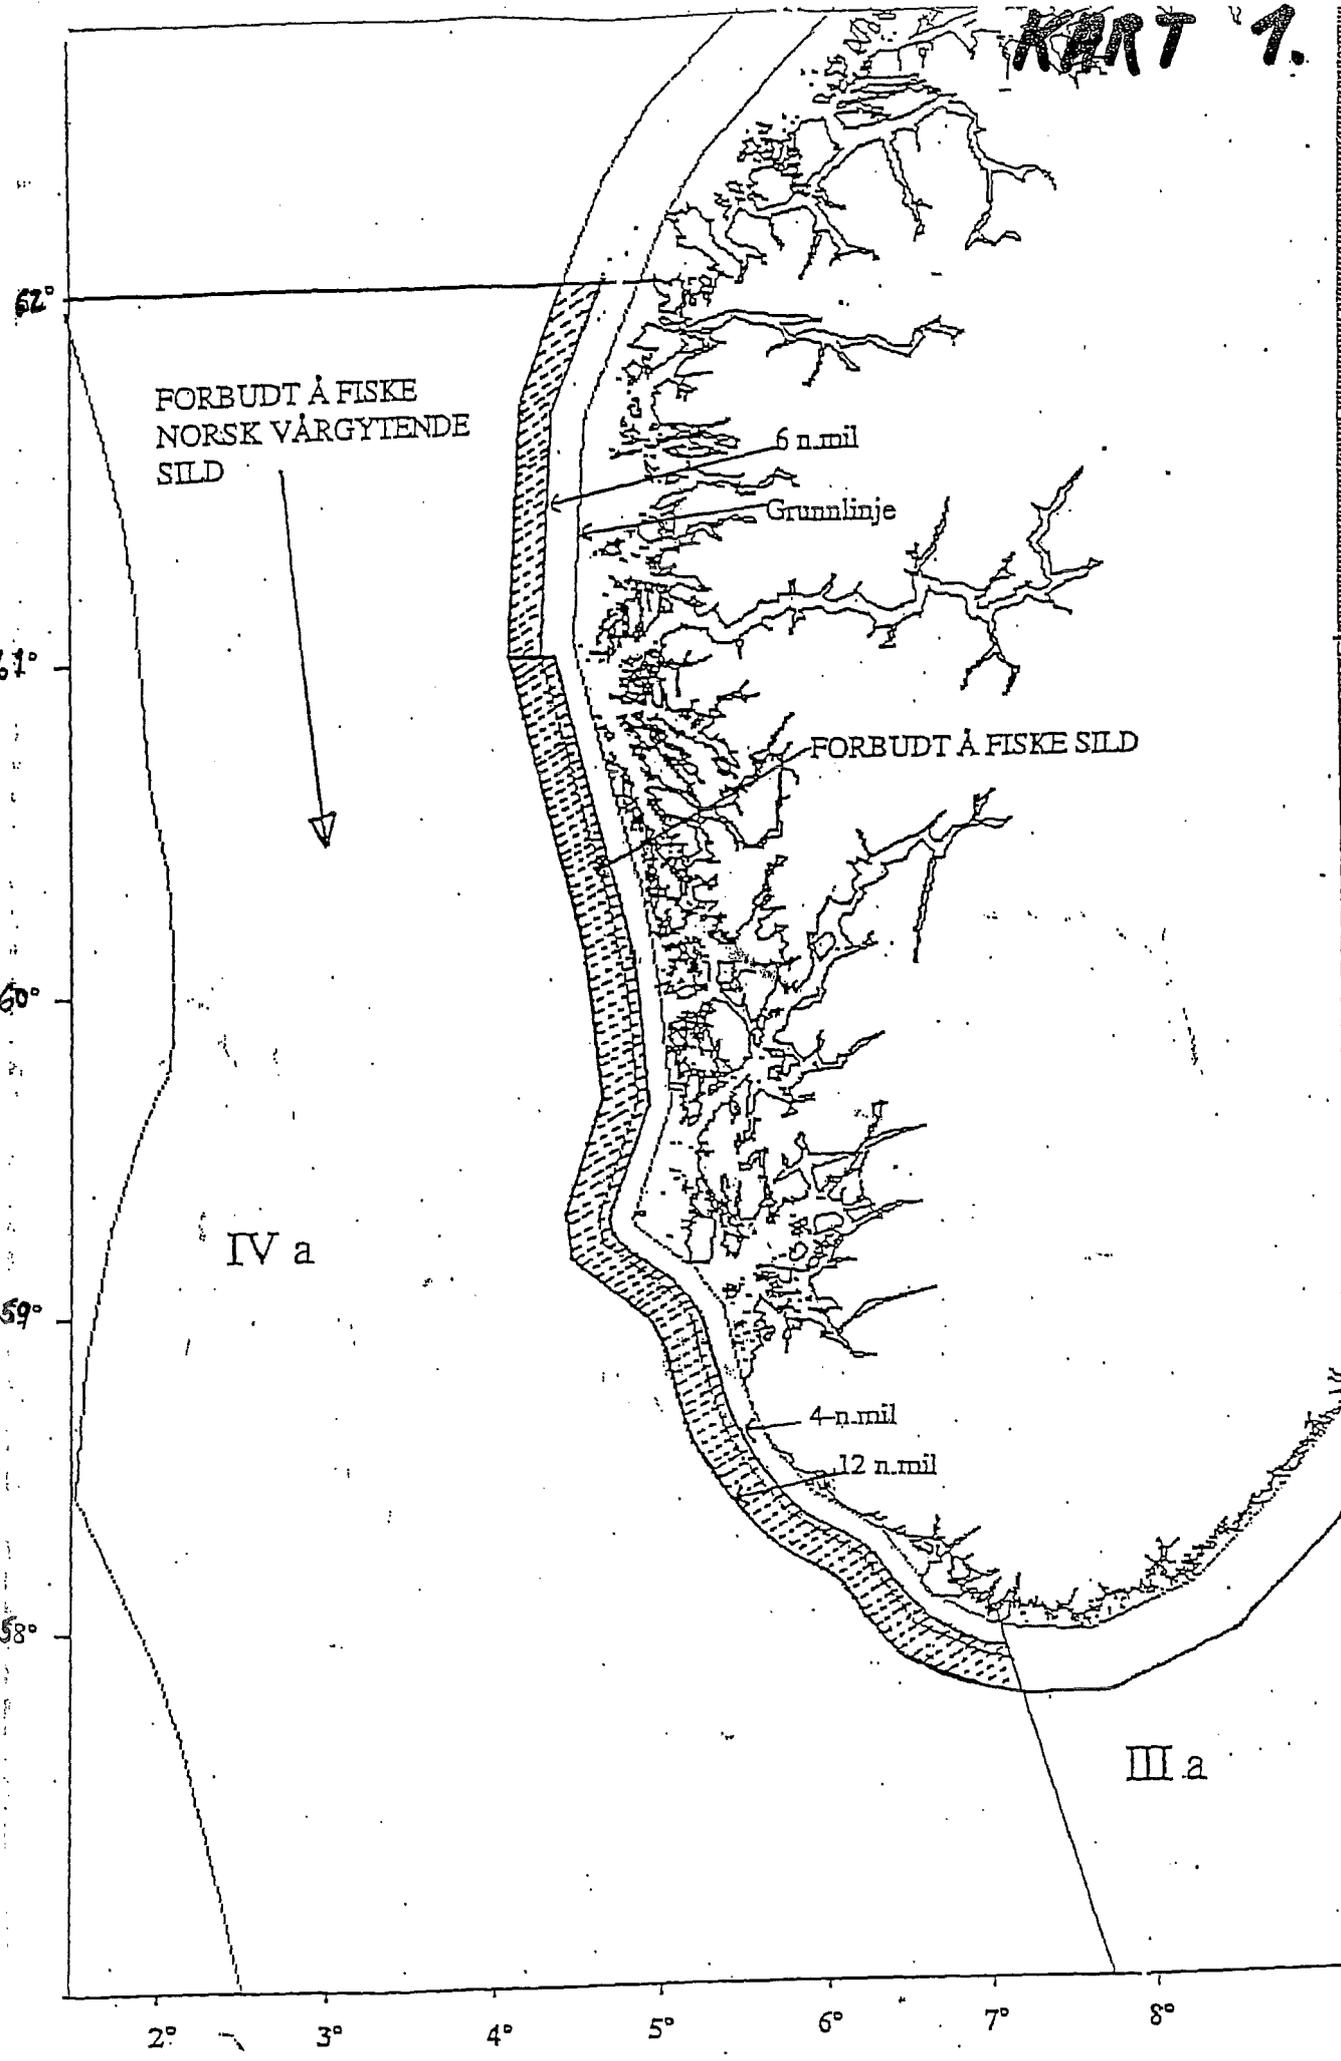 KART 1.
62°
FORBUDT Å FISKE
NORSK VÅRGYTENDE
SILD
6 n.mil
Grunnlinje
61°
FORBUDT Å FISKE SILD
60°
IV a
59°
4 n.mil
12 n.mil
58°
III a
2° 3° 4° 5° 6° 7° 8°